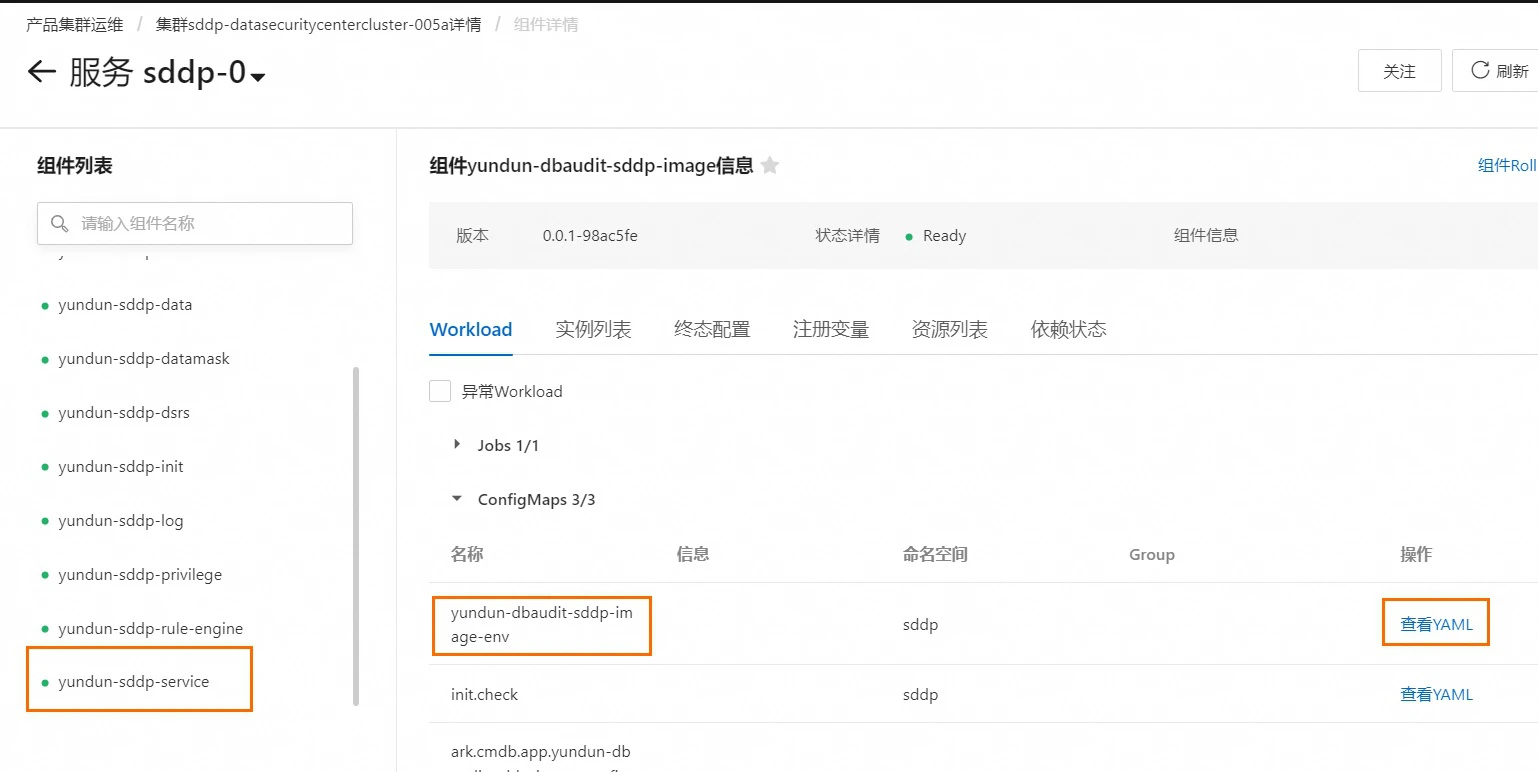 产品集群运维 / 集群sddp-datasecuritycentercluster-005a详情 / 组件详情
服务 sddp-0
关注
刷新
组件列表
请输入组件名称
yundun-sddp-data
yundun-sddp-datamask
yundun-sddp-dsrs
yundun-sddp-init
yundun-sddp-log
yundun-sddp-privilege
yundun-sddp-rule-engine
yundun-sddp-service
组件yundun-dbaudit-sddp-image信息
组件Roll
版本 0.0.1-98ac5fe 状态详情 Ready 组件信息
Workload 实例列表 终态配置 注册变量 资源列表 依赖状态
异常Workload
Jobs 1/1
ConfigMaps 3/3
名称 信息 命名空间 Group 操作
yundun-dbaudit-sddp-im
age-env
sddp
查看YAML
init.check sddp 查看YAML
ark.cmdb.app.yundun-db